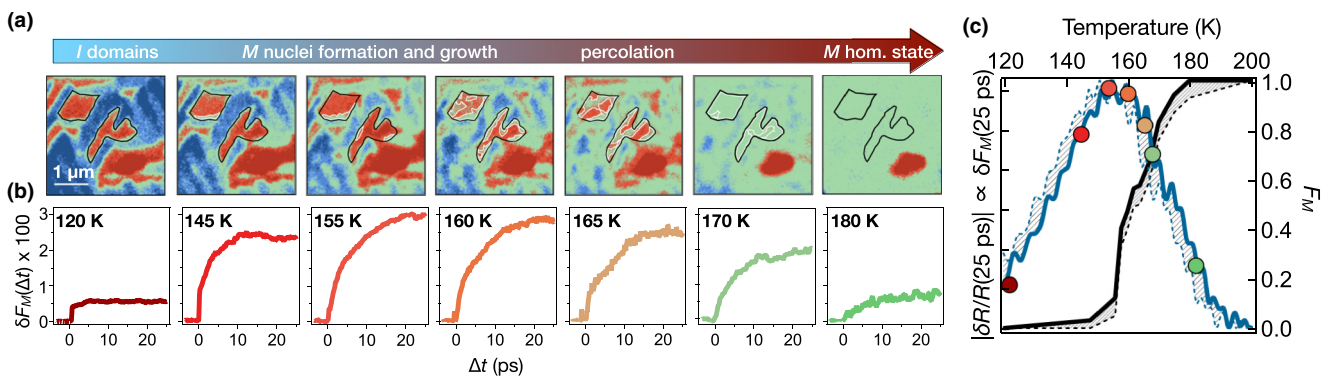 (a)
I domains M nuclei formation and growth percolation M hom. state
1 µm
(b)
δF_M(Δt) x 100
3
2
1
0
120 K 145 K 155 K 160 K 165 K 170 K 180 K
0 10 20 0 10 20 0 10 20 0 10 20 0 10 20 0 10 20 0 10 20
Δt (ps)
(c)
Temperature (K)
120 140 160 180 200
|δR/R(25 ps)| ∝ δF_M(25 ps)
1.0
0.8
0.6
0.4
0.2
0.0
F_M